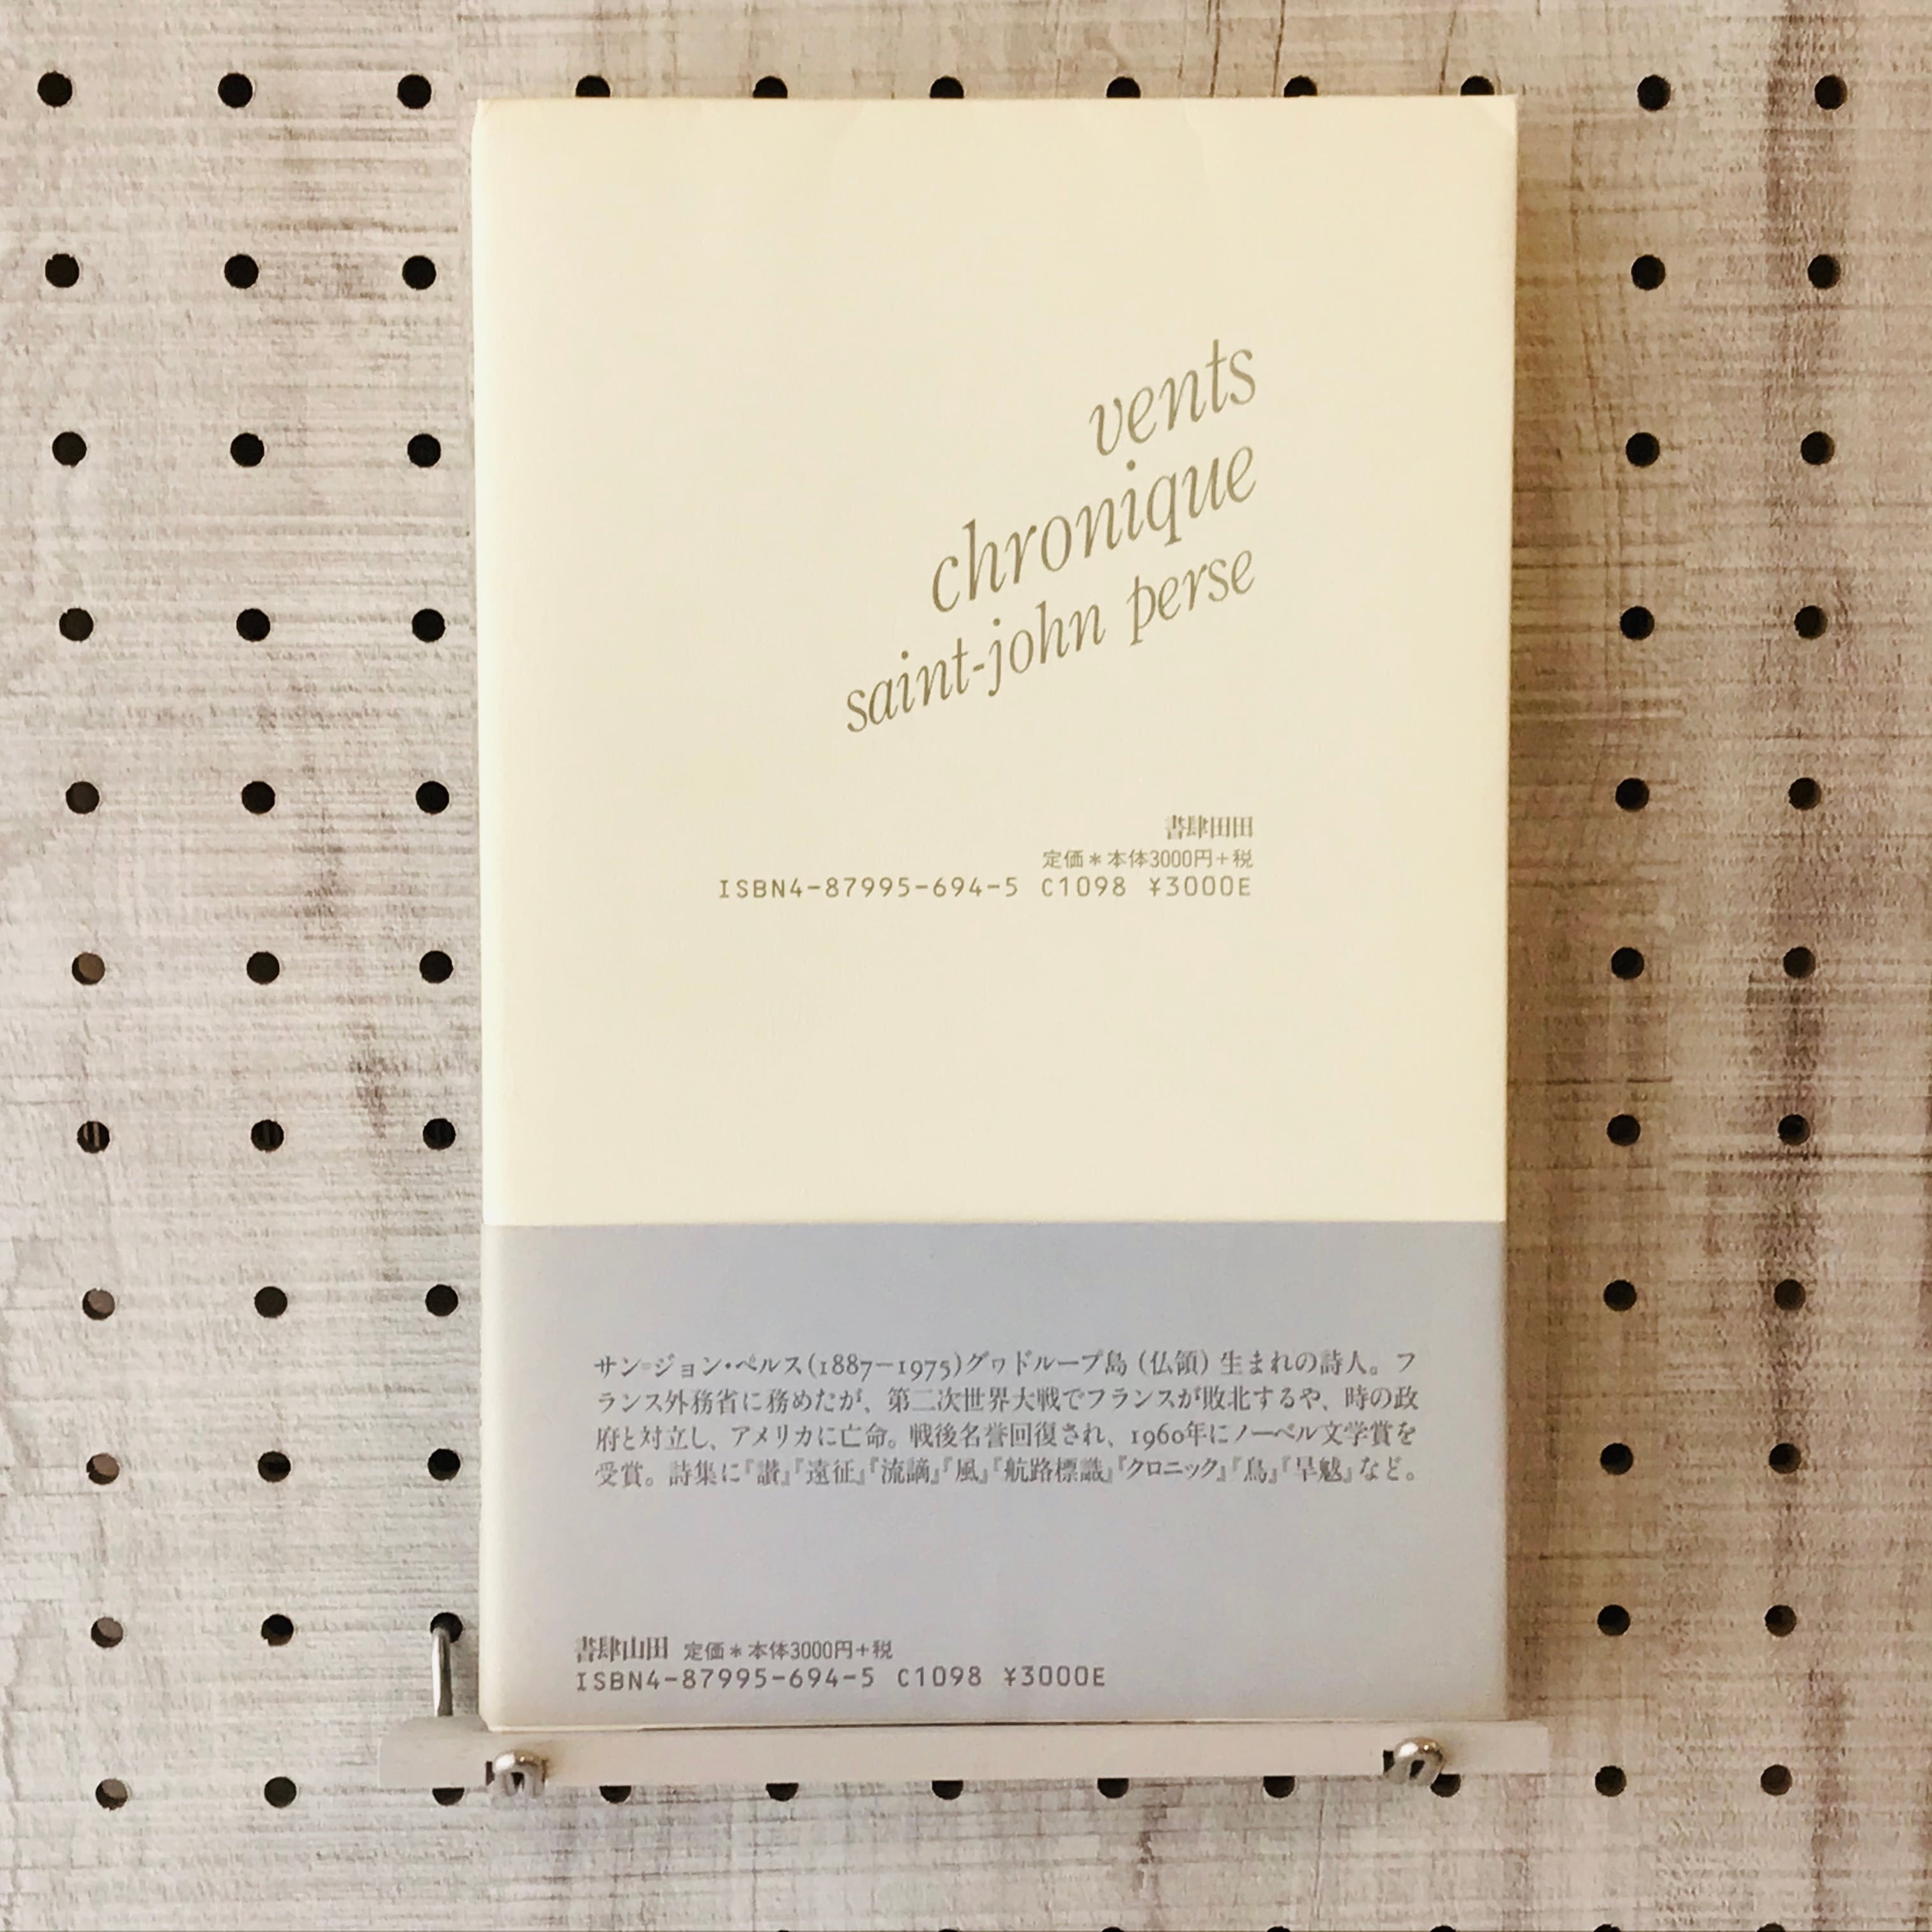 vents
chronique
saint-john perse
書肆田田
定価*本体3000円+税
ISBN4-87995-694-5 C1098 ¥3000E
サン=ジョン・ペルス(1887-1975)グヮドループ島(仏領)生まれの詩人。フ
ランス外務省に務めたが、第二次世界大戦でフランスが敗北するや、時の政
府と対立し、アメリカに亡命。戦後名誉回復され、1960年にノーベル文学賞を
受賞。詩集に『讃』『遠征』『流謫』『風』『航路標識』『クロニック』『鳥』『旱魃』など。
書肆山田 定価*本体3000円+税
ISBN4-87995-694-5 C1098 ¥3000E